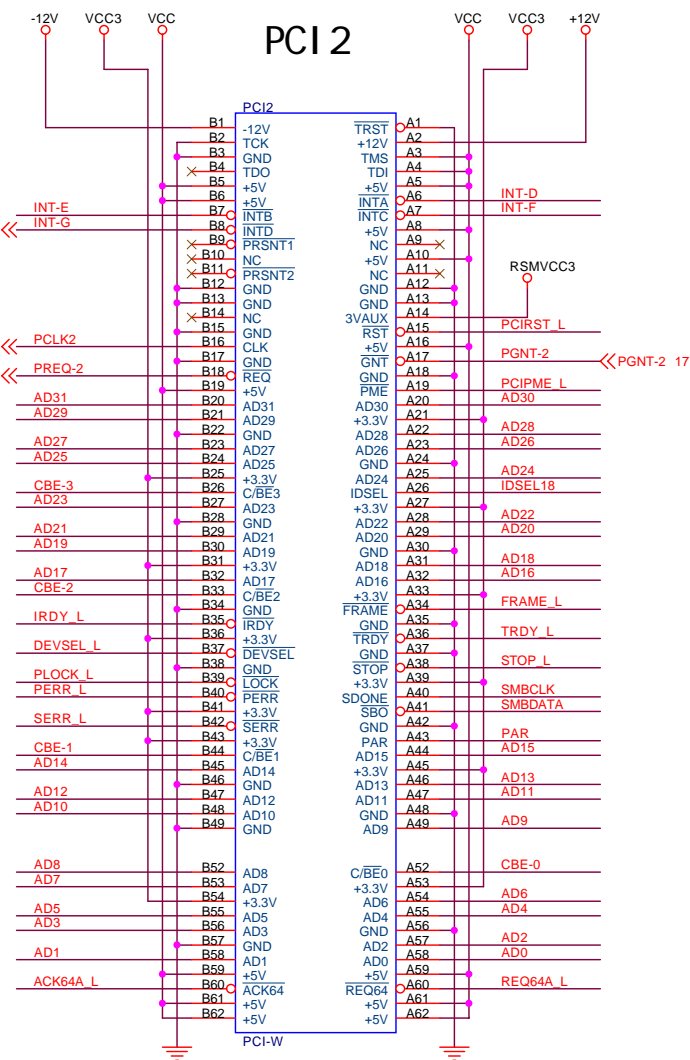 -12V VCC3 VCC VCC VCC3 +12V
PCI 2
PCI2
B1 -12V TRST A1
B2 TCK +12V A2
B3 GND TMS A3
B4 TDO TDI A4
B5 +5V +5V A5
INT-E B6 +5V INTA A6 INT-D
INT-G B7 INTB INTC A7 INT-F
B8 INTD +5V A8
B9 PRSNT1 NC A9
B10 NC +5V A10
B11 PRSNT2 NC A11
RSMVCC3
B12 GND GND A12
B13 GND GND A13
B14 NC 3VAUX A14
B15 GND RST A15 PCIRST_L
PCLK2 B16 CLK +5V A16
B17 GND GNT A17 PGNT-2 PGNT-2 17
PREQ-2 B18 REQ GND A18
B19 +5V PME A19 PCIPME_L
AD31 B20 AD31 AD30 A20 AD30
AD29 B21 AD29 +3.3V A21
B22 GND AD28 A22 AD28
AD27 B23 AD27 AD26 A23 AD26
AD25 B24 AD25 GND A24
B25 +3.3V AD24 A25 AD24
CBE-3 B26 C/BE3 IDSEL A26 IDSEL18
AD23 B27 AD23 +3.3V A27
B28 GND AD22 A28 AD22
AD21 B29 AD21 AD20 A29 AD20
AD19 B30 AD19 GND A30
B31 +3.3V AD18 A31 AD18
AD17 B32 AD17 AD16 A32 AD16
CBE-2 B33 C/BE2 +3.3V A33
B34 GND FRAME A34 FRAME_L
IRDY_L B35 IRDY GND A35
B36 +3.3V TRDY A36 TRDY_L
DEVSEL_L B37 DEVSEL GND A37
B38 GND STOP A38 STOP_L
PLOCK_L B39 LOCK +3.3V A39
PERR_L B40 PERR SDONE A40 SMBCLK
B41 +3.3V SBO A41 SMBDATA
SERR_L B42 SERR GND A42
B43 +3.3V PAR A43 PAR
CBE-1 B44 C/BE1 AD15 A44 AD15
AD14 B45 AD14 +3.3V A45
B46 GND AD13 A46 AD13
AD12 B47 AD12 AD11 A47 AD11
AD10 B48 AD10 GND A48
B49 GND AD9 A49 AD9
AD8 B52 AD8 C/BE0 A52 CBE-0
AD7 B53 AD7 +3.3V A53
B54 +3.3V AD6 A54 AD6
AD5 B55 AD5 AD4 A55 AD4
AD3 B56 AD3 GND A56
B57 GND AD2 A57 AD2
AD1 B58 AD1 AD0 A58 AD0
B59 +5V +5V A59
ACK64A_L B60 ACK64 REQ64 A60 REQ64A_L
B61 +5V +5V A61
B62 +5V +5V A62
PCI-W